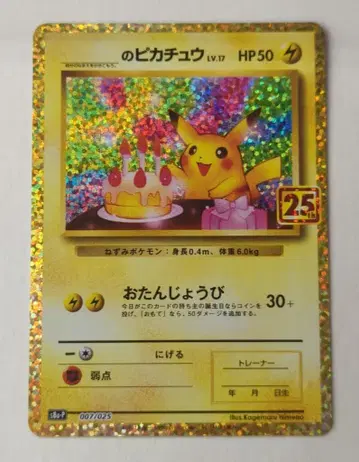 のピカチュウ LV.17 HP50
25th
ねずみポケモン：身長0.4m、体重6.0kg
おたんじょうび 30+
今日がこのカードの持ち主の誕生日ならコインを
投げ、「おもて」なら、50ダメージを追加する。
にげる
弱点
トレーナー
年 月 日生
s8a-P 007/025
Illus. Kagemaru Himeno